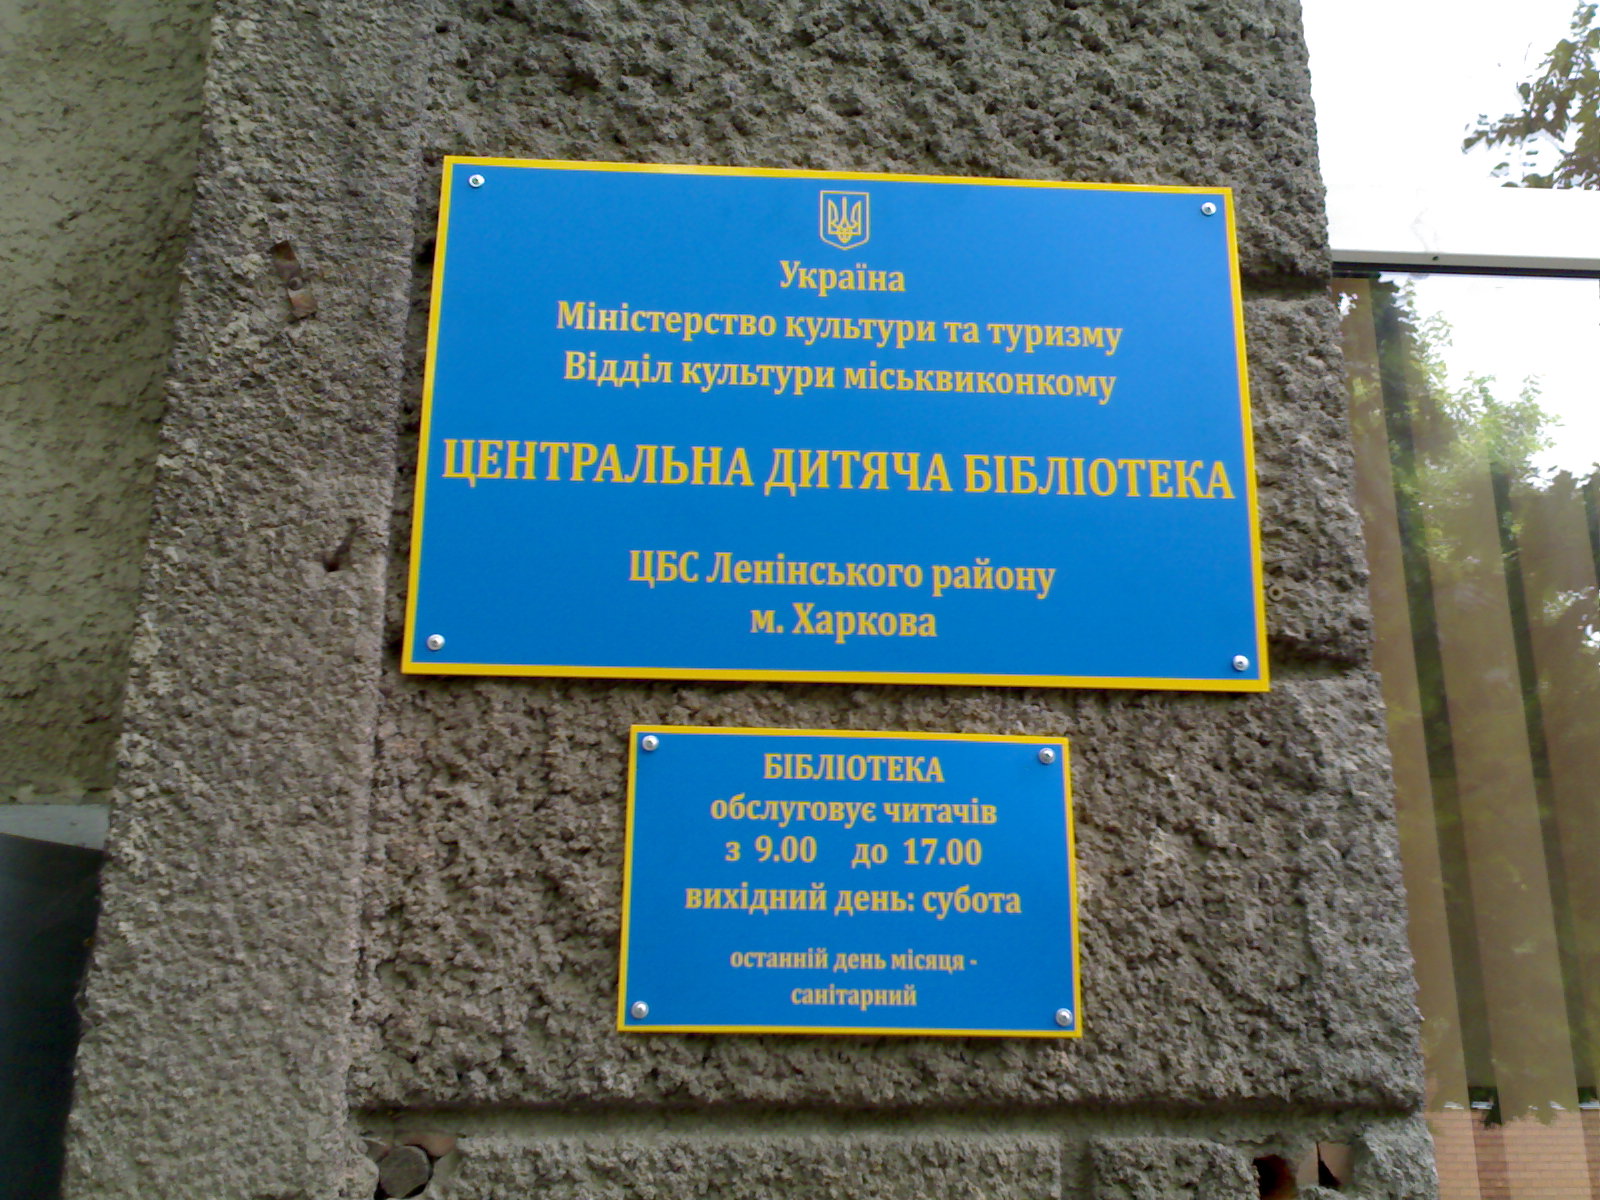 Україна
Міністерство культури та туризму
Відділ культури міськвиконкому
ЦЕНТРАЛЬНА ДИТЯЧА БІБЛІОТЕКА
ЦБС Ленінського району
м. Харкова
БІБЛІОТЕКА
обслуговує читачів
з 9.00 до 17.00
вихідний день: субота
останній день місяця -
санітарний